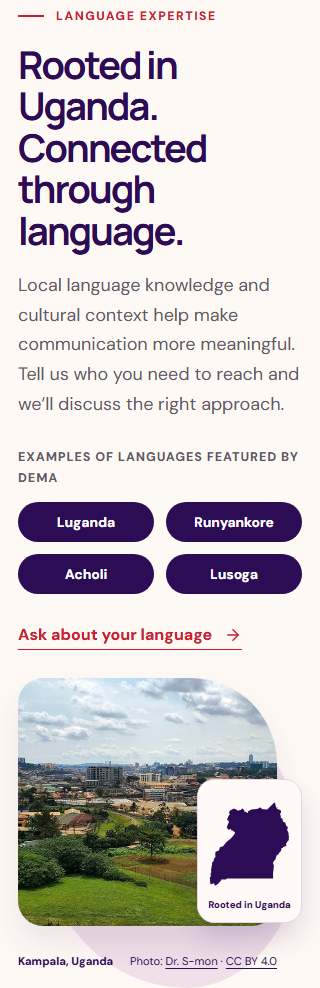 LANGUAGE EXPERTISE
Rooted in
Uganda.
Connected
through
language.
Local language knowledge and
cultural context help make
communication more meaningful.
Tell us who you need to reach and
we’ll discuss the right approach.
EXAMPLES OF LANGUAGES FEATURED BY
DEMA
Luganda
Runyankore
Acholi
Lusoga
Ask about your language →
Rooted in Uganda
Kampala, Uganda
Photo: Dr. S-mon · CC BY 4.0